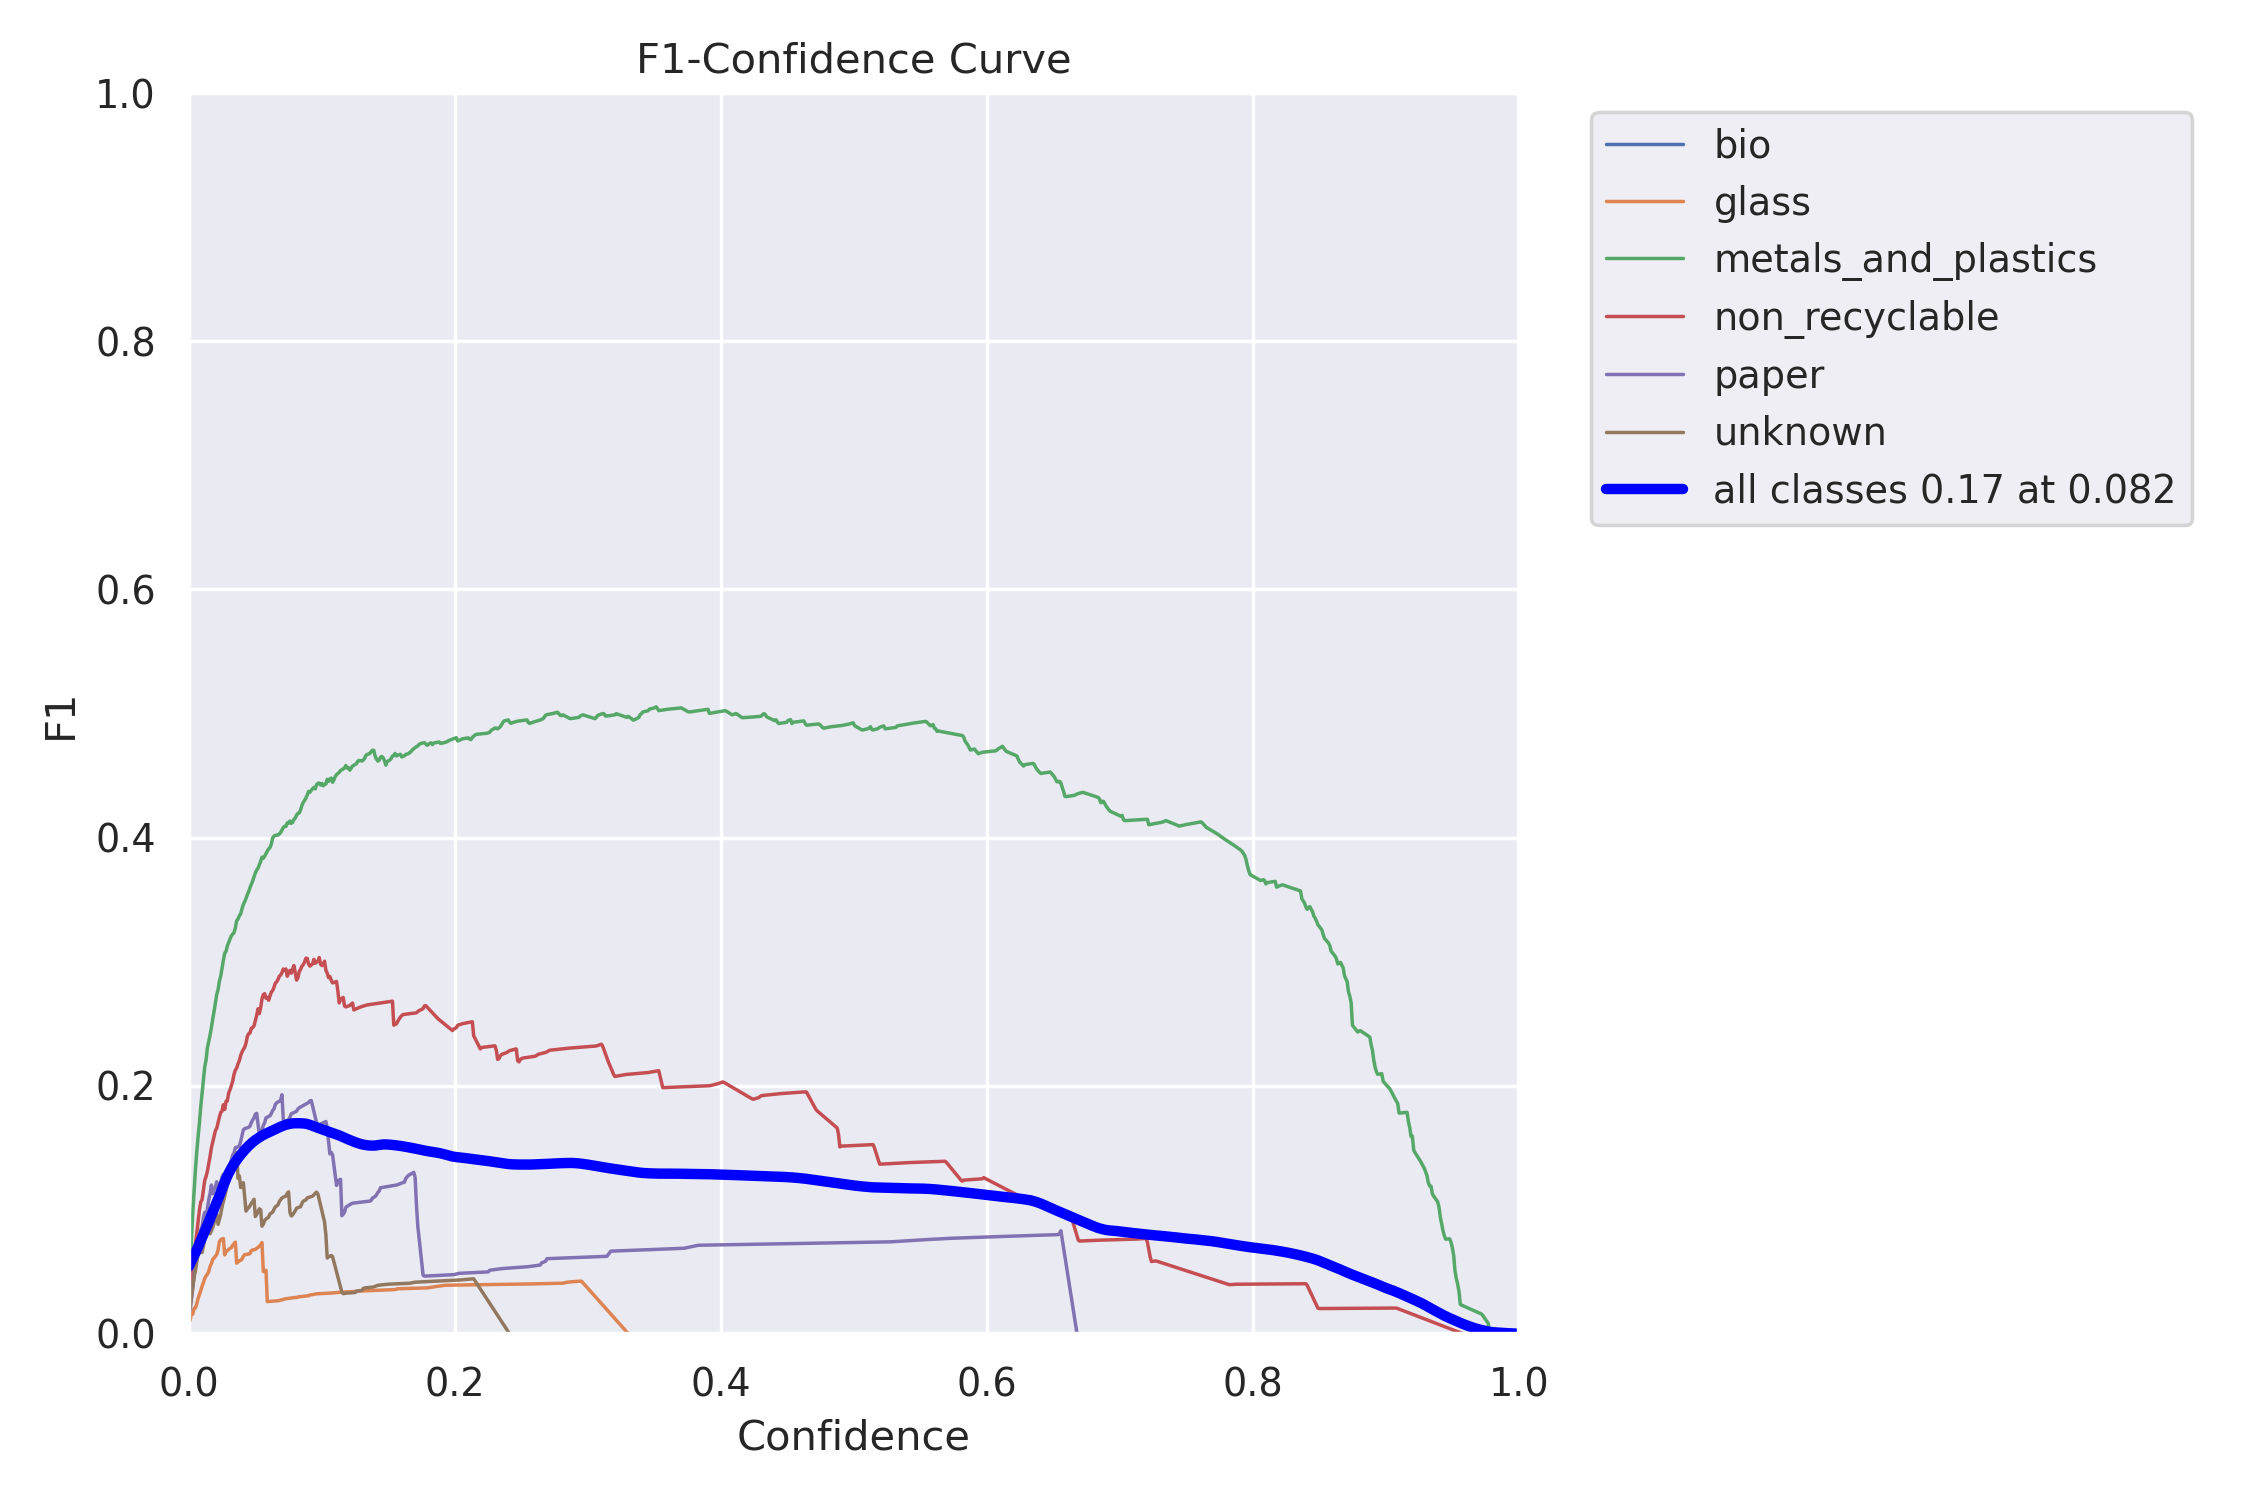 F1-Confidence Curve
1.0
0.8
0.6
0.4
0.2
0.0
F1
0.0 0.2 0.4 0.6 0.8 1.0
Confidence
bio
glass
metals_and_plastics
non_recyclable
paper
unknown
all classes 0.17 at 0.082